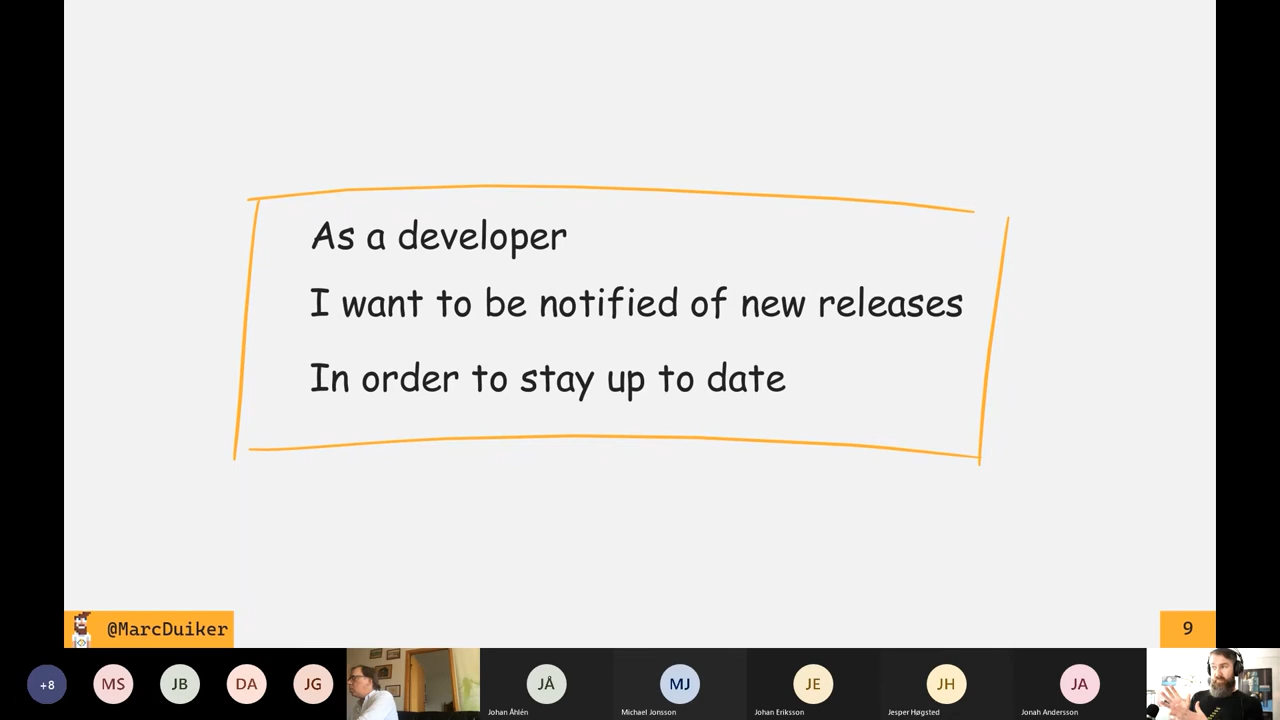 As a developer
I want to be notified of new releases
In order to stay up to date
@MarcDuiker
9
+8
MS
JB
DA
JG
JÅ
MJ
JE
JH
JA
Johan Åhlén
Michael Jonsson
Johan Eriksson
Jesper Høgsted
Jonah Andersson